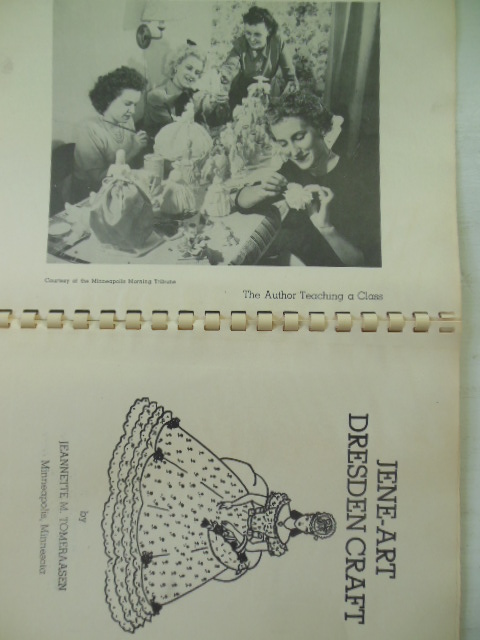 Courtesy of the Minneapolis Morning Tribune
The Author Teaching a Class
JENE-ART
DRESDEN CRAFT
by
JEANNETTE M. TOMERAASEN
Minneapolis, Minnesota